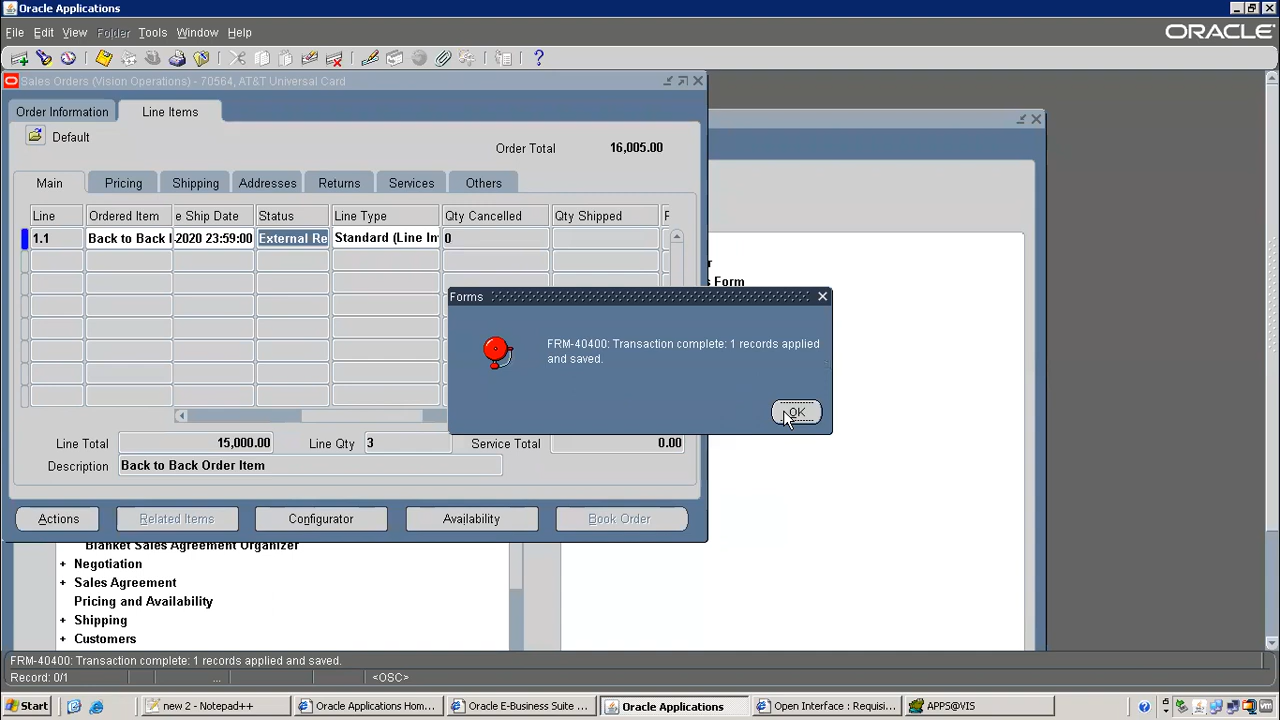 Oracle Applications
File Edit View Folder Tools Window Help
ORACLE
Sales Orders (Vision Operations) - 70564, AT&T Universal Card
Order Information Line Items
Default
Order Total 16,005.00
Main Pricing Shipping Addresses Returns Services Others
Line Ordered Item e Ship Date Status Line Type Qty Cancelled Qty Shipped
1.1 Back to Back I -2020 23:59:00 External Re Standard (Line In 0
r
s Form
Forms
FRM-40400: Transaction complete: 1 records applied
and saved.
OK
Line Total 15,000.00 Line Qty 3 Service Total 0.00
Description Back to Back Order Item
Actions Related Items Configurator Availability Book Order
Blanket Sales Agreement Organizer
+ Negotiation
+ Sales Agreement
Pricing and Availability
+ Shipping
+ Customers
FRM-40400: Transaction complete: 1 records applied and saved.
Record: 0/1 ... <OSC>
Start new 2 - Notepad++ Oracle Applications Hom... Oracle E-Business Suite ... Oracle Applications Open Interface : Requisi... APPS@VIS